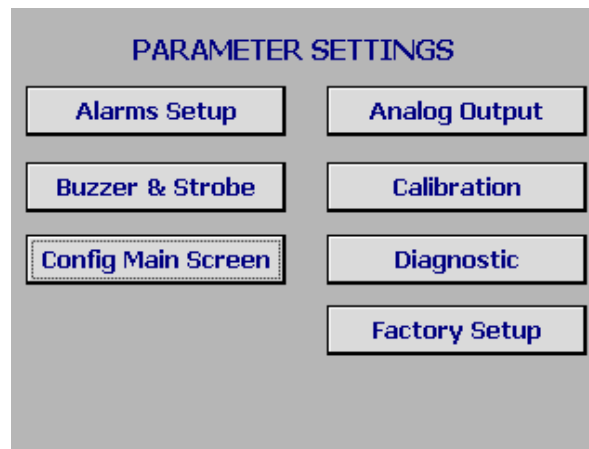 PARAMETER SETTINGS
Alarms Setup
Analog Output
Buzzer & Strobe
Calibration
Config Main Screen
Diagnostic
Factory Setup